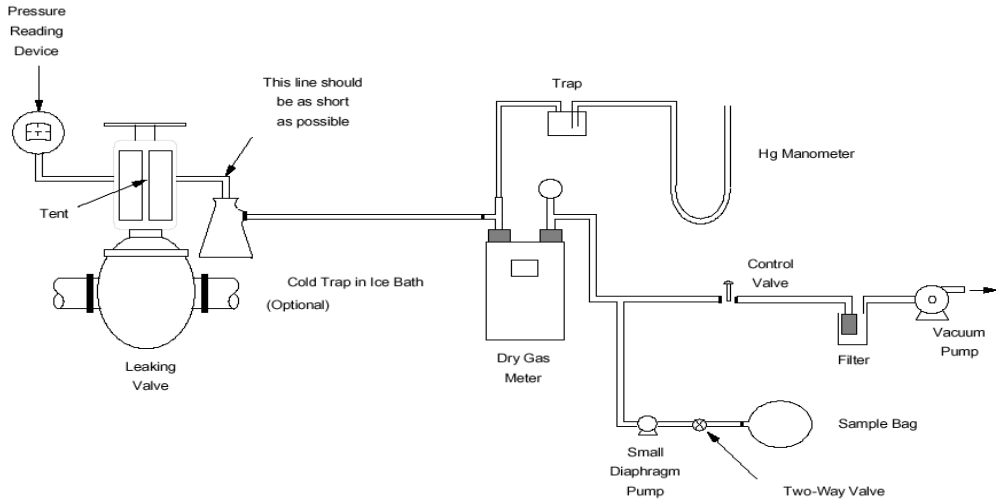 Pressure
Reading
Device
This line should
be as short
as possible
Trap
Hg Manometer
Tent
Cold Trap in Ice Bath
(Optional)
Control
Valve
Leaking
Valve
Dry Gas
Meter
Filter
Vacuum
Pump
Sample Bag
Small
Diaphragm
Pump
Two-Way Valve